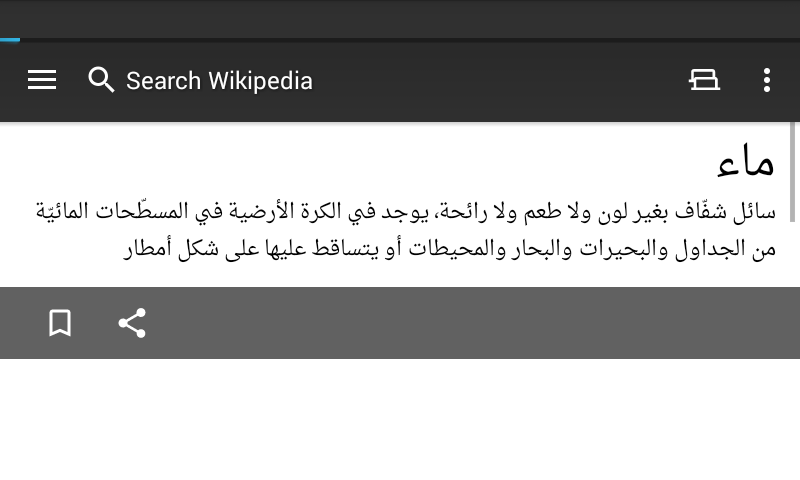 Search Wikipedia
ماء
سائل شفّاف بغير لون ولا طعم ولا رائحة، يوجد في الكرة الأرضية في المسطّحات المائيّة
من الجداول والبحيرات والبحار والمحيطات أو يتساقط عليها على شكل أمطار